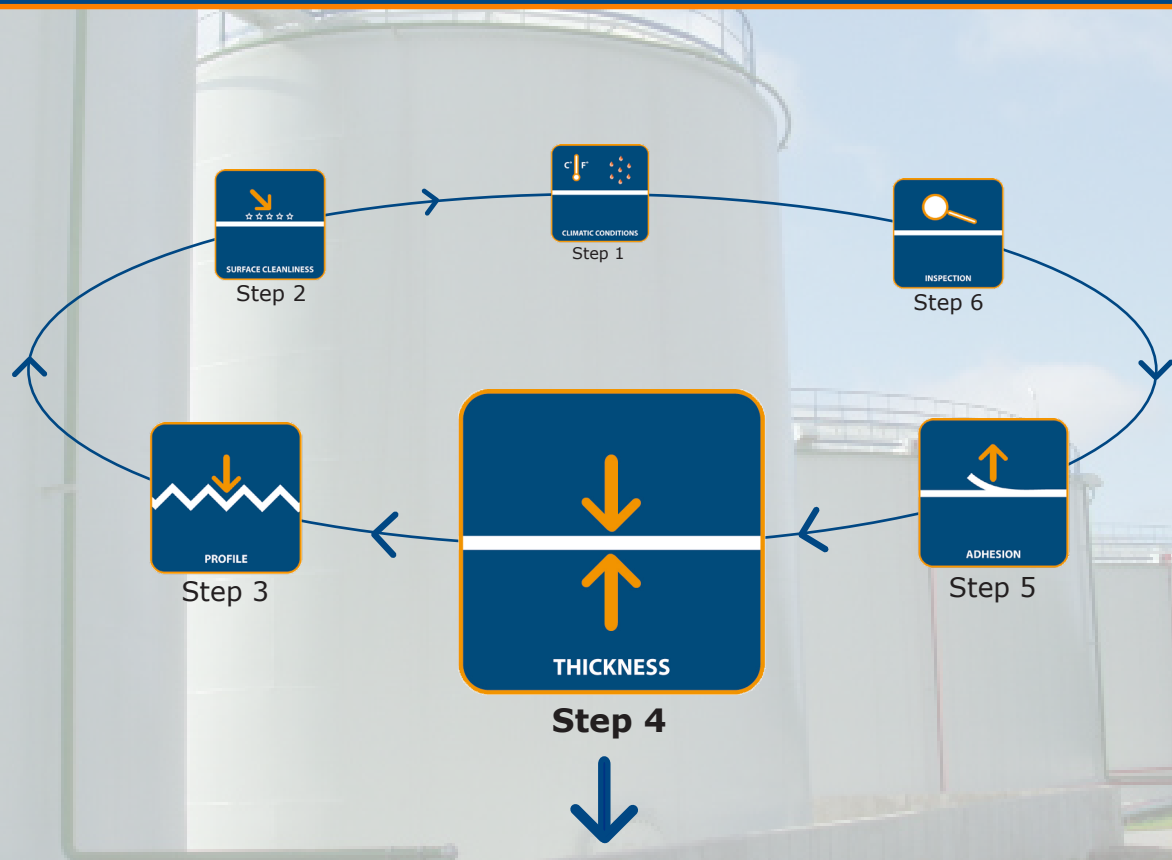 C° F°
CLIMATIC CONDITIONS
Step 1
SURFACE CLEANLINESS
Step 2
INSPECTION
Step 6
PROFILE
Step 3
THICKNESS
Step 4
ADHESION
Step 5